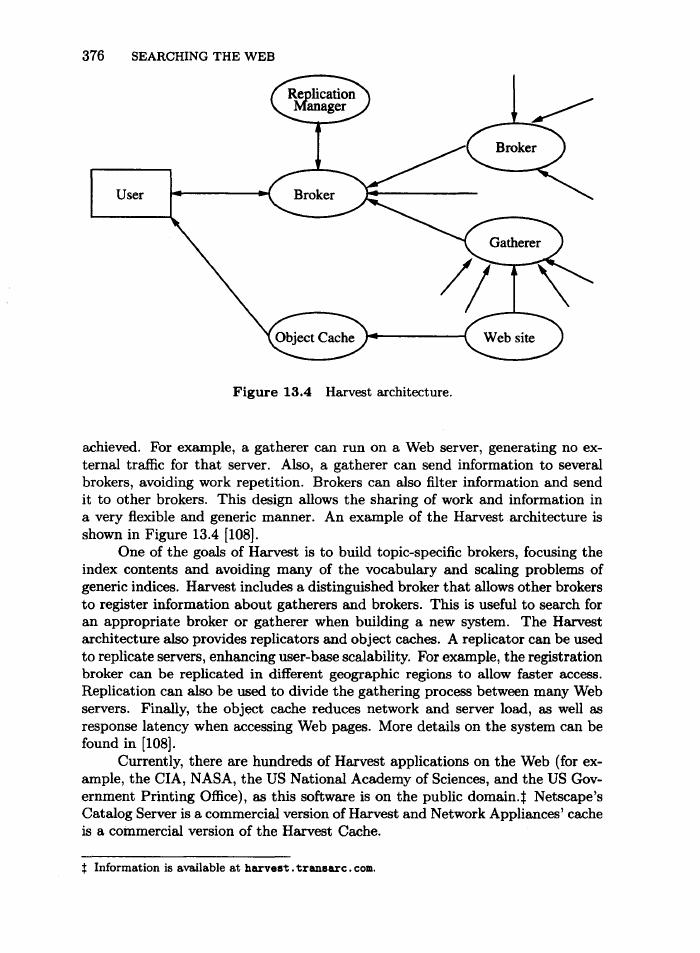 376 SEARCHING THE WEB
Replication
Manager
Broker
User
Broker
Gatherer
Object Cache
Web site
Figure 13.4 Harvest architecture.
achieved. For example, a gatherer can run on a Web server, generating no ex-
ternal traffic for that server. Also, a gatherer can send information to several
brokers, avoiding work repetition. Brokers can also filter information and send
it to other brokers. This design allows the sharing of work and information in
a very flexible and generic manner. An example of the Harvest architecture is
shown in Figure 13.4 [108].
One of the goals of Harvest is to build topic-specific brokers, focusing the
index contents and avoiding many of the vocabulary and scaling problems of
generic indices. Harvest includes a distinguished broker that allows other brokers
to register information about gatherers and brokers. This is useful to search for
an appropriate broker or gatherer when building a new system. The Harvest
architecture also provides replicators and object caches. A replicator can be used
to replicate servers, enhancing user-base scalability. For example, the registration
broker can be replicated in different geographic regions to allow faster access.
Replication can also be used to divide the gathering process between many Web
servers. Finally, the object cache reduces network and server load, as well as
response latency when accessing Web pages. More details on the system can be
found in [108].
Currently, there are hundreds of Harvest applications on the Web (for ex-
ample, the CIA, NASA, the US National Academy of Sciences, and the US Gov-
ernment Printing Office), as this software is on the public domain.‡ Netscape's
Catalog Server is a commercial version of Harvest and Network Appliances' cache
is a commercial version of the Harvest Cache.
‡ Information is available at harvest.transarc.com.